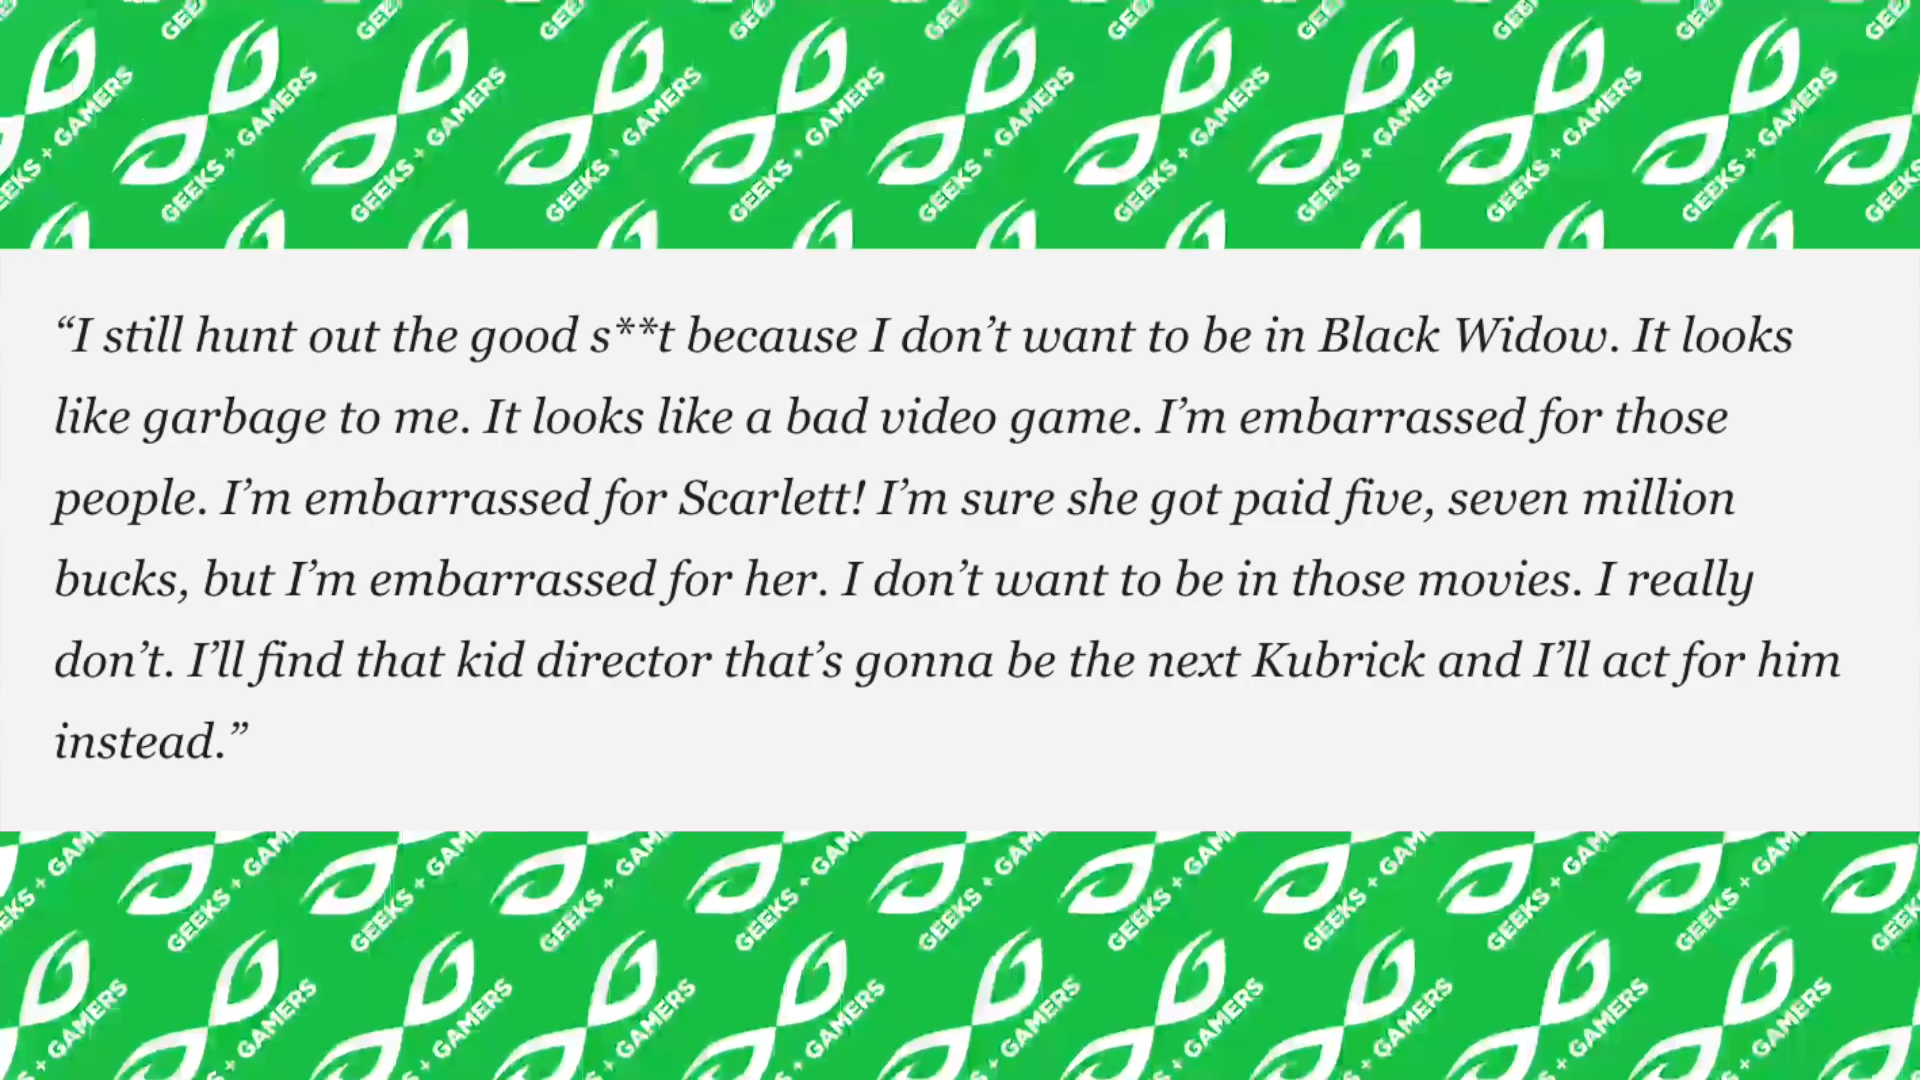 “I still hunt out the good s**t because I don’t want to be in Black Widow. It looks
like garbage to me. It looks like a bad video game. I’m embarrassed for those
people. I’m embarrassed for Scarlett! I’m sure she got paid five, seven million
bucks, but I’m embarrassed for her. I don’t want to be in those movies. I really
don’t. I’ll find that kid director that’s gonna be the next Kubrick and I’ll act for him
instead.”
GEEKS + GAMERS